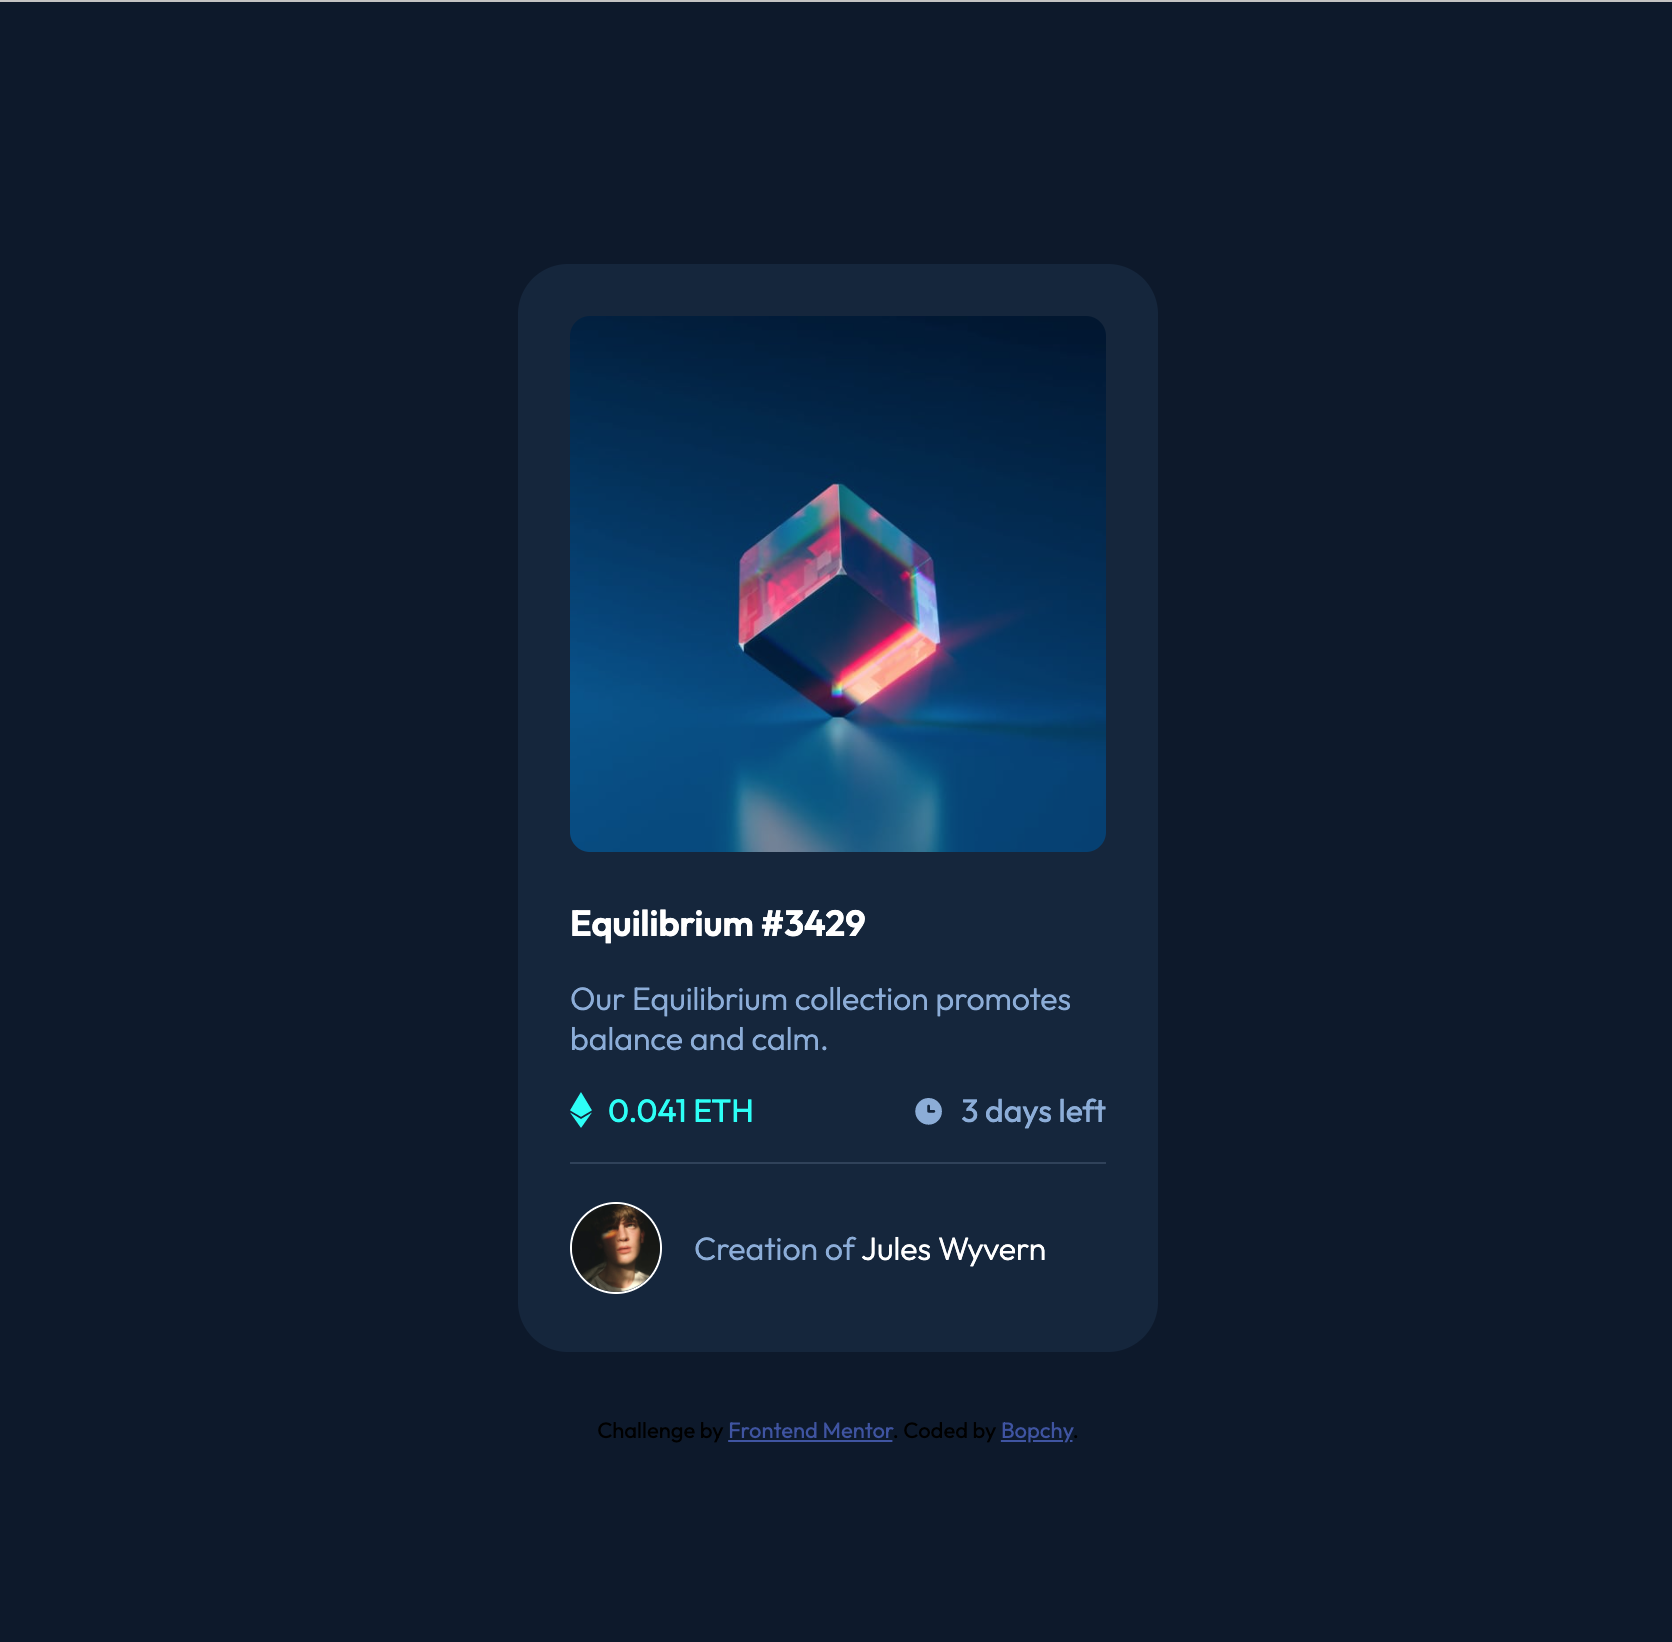 Equilibrium #3429
Our Equilibrium collection promotes
balance and calm.
0.041 ETH
3 days left
Creation of Jules Wyvern
Challenge by Frontend Mentor. Coded by Bopchy.